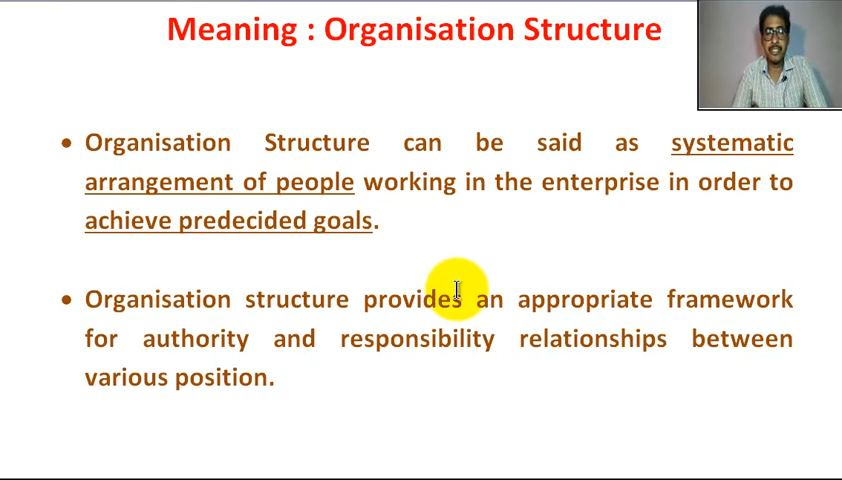 Meaning : Organisation Structure
• Organisation Structure can be said as systematic
arrangement of people working in the enterprise in order to
achieve predecided goals.
• Organisation structure provides an appropriate framework
for authority and responsibility relationships between
various position.